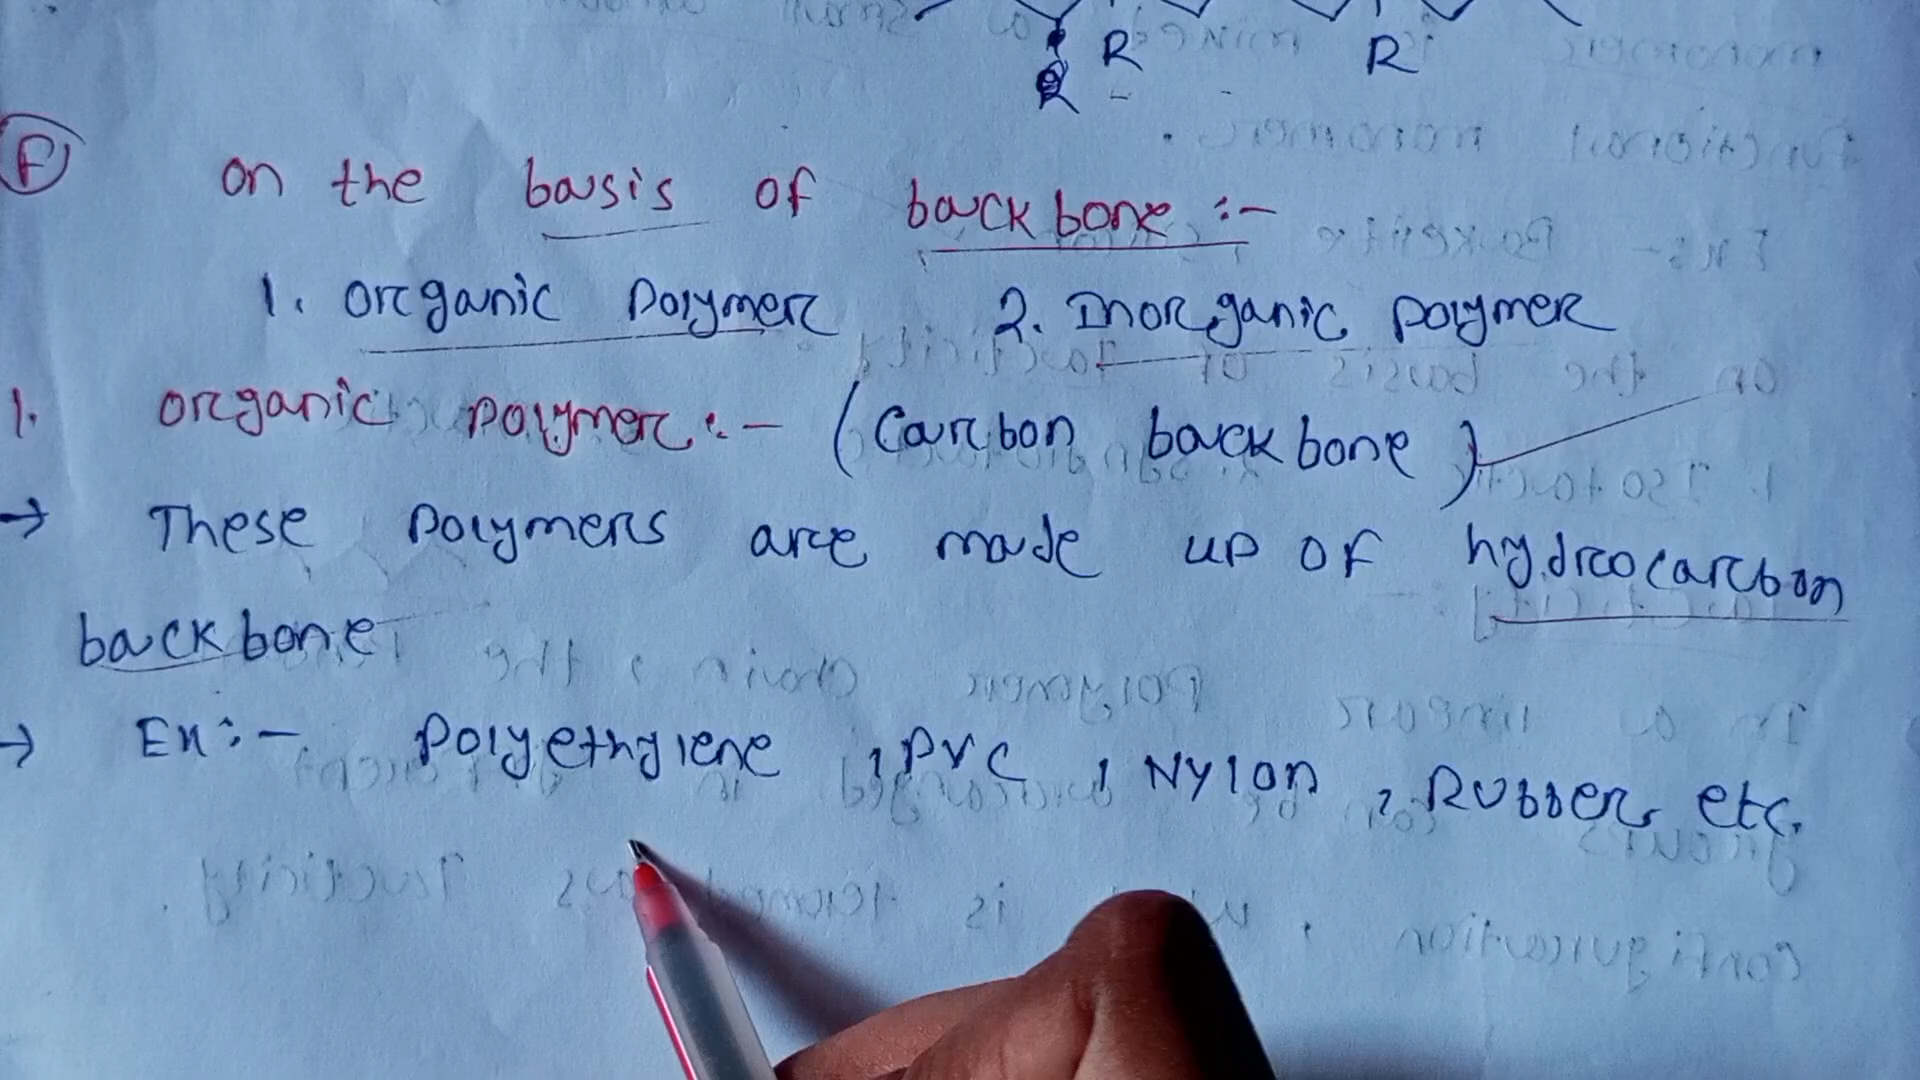 R R
F on the basis of backbone :-
1. organic polymer 2. Inorganic polymer
1. organic polymer :- (Carbon backbone)
→ These polymers are made up of hydrocarbon
backbone
→ Ex :- polyethylene , PVC , Nylon , Rubber, etc.